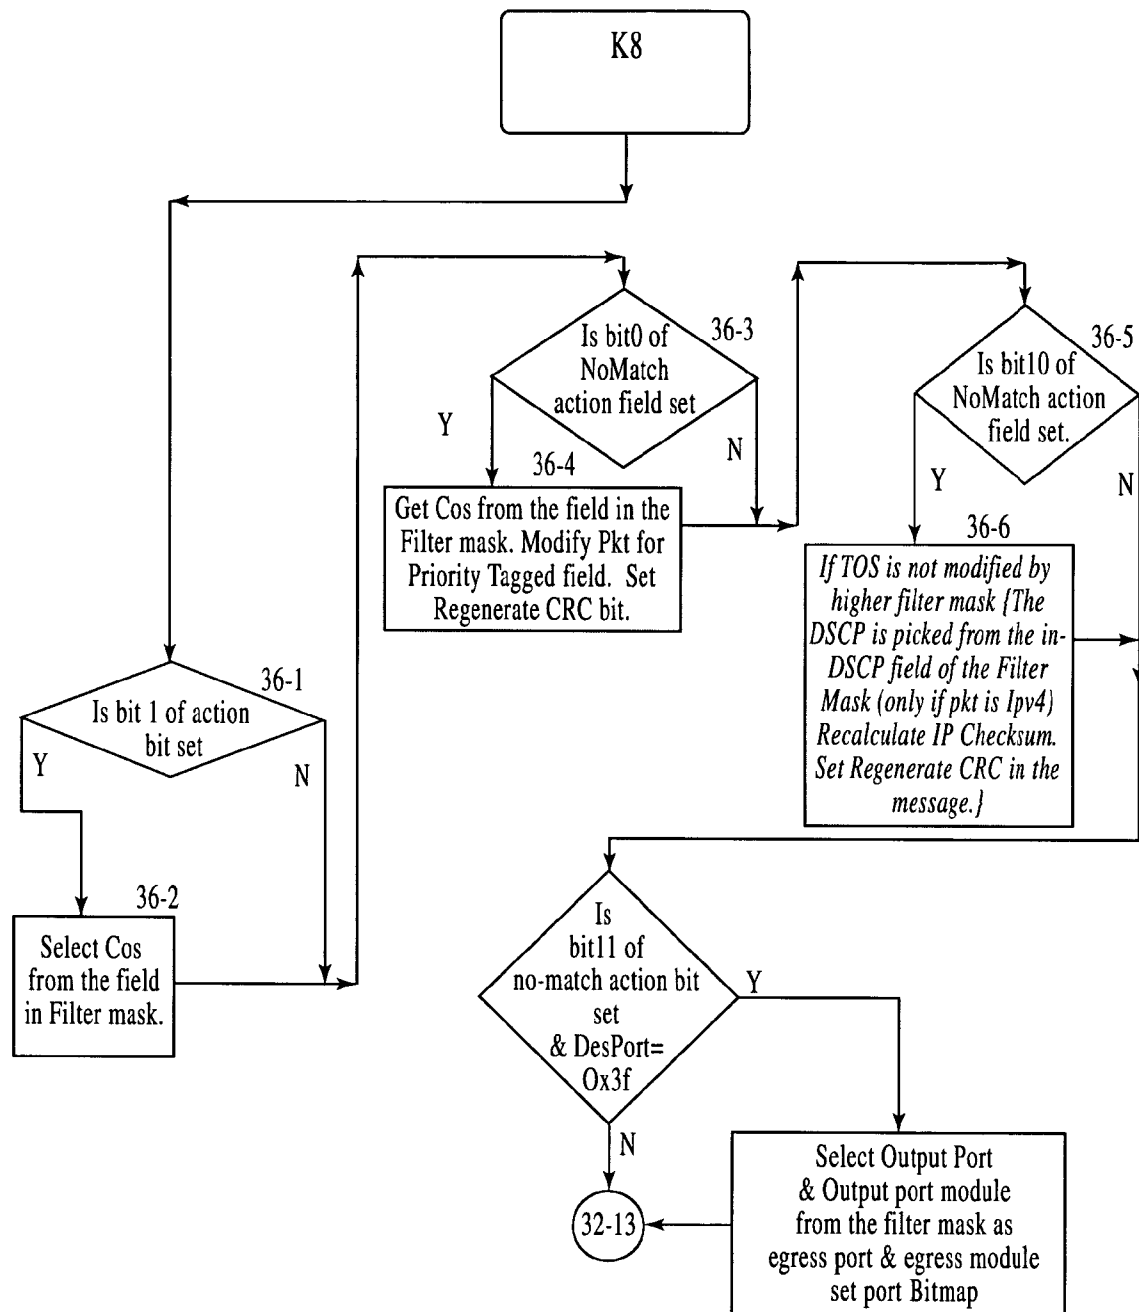 K8
36-1
Is bit 1 of action
bit set
Y
N
36-2
Select Cos
from the field
in Filter mask.
36-3
Is bit0 of
NoMatch
action field set
Y
N
36-4
Get Cos from the field in the
Filter mask. Modify Pkt for
Priority Tagged field. Set
Regenerate CRC bit.
36-5
Is bit10 of
NoMatch action
field set.
Y
N
36-6
If TOS is not modified by
higher filter mask {The
DSCP is picked from the in-
DSCP field of the Filter
Mask (only if pkt is Ipv4)
Recalculate IP Checksum.
Set Regenerate CRC in the
message.}
Is
bit11 of
no-match action bit
set
& DesPort=
Ox3f
Y
N
32-13
Select Output Port
& Output port module
from the filter mask as
egress port & egress module
set port Bitmap